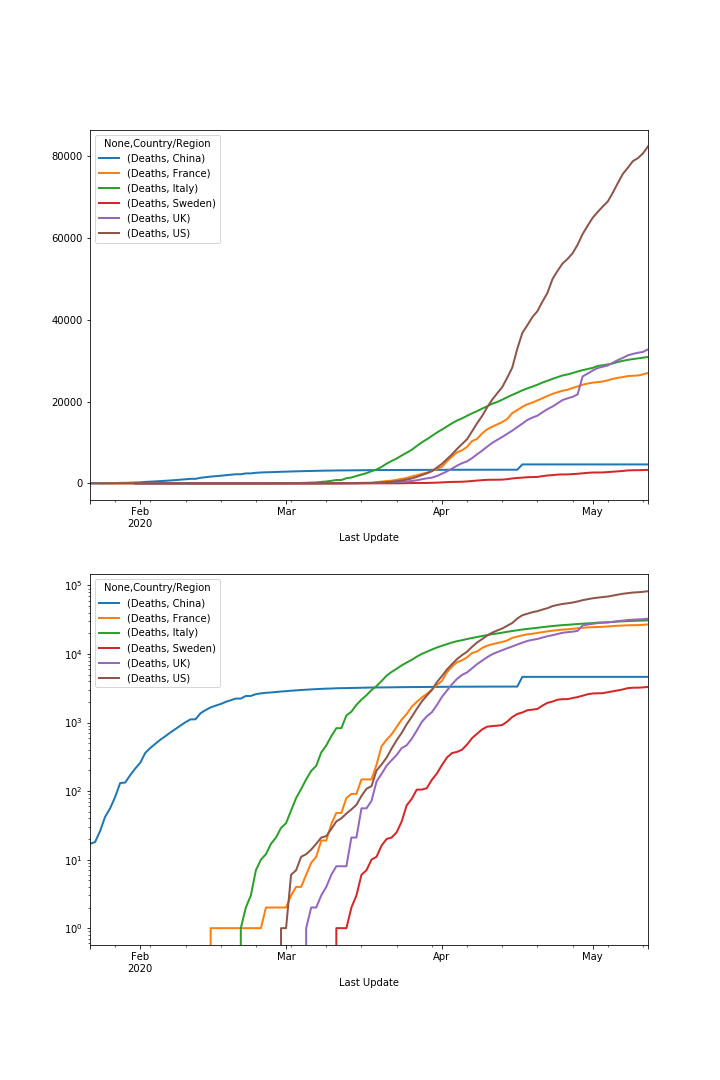 None,Country/Region
(Deaths, China)
(Deaths, France)
(Deaths, Italy)
(Deaths, Sweden)
(Deaths, UK)
(Deaths, US)
80000
60000
40000
20000
0
Feb
2020
Mar
Apr
May
Last Update
None,Country/Region
(Deaths, China)
(Deaths, France)
(Deaths, Italy)
(Deaths, Sweden)
(Deaths, UK)
(Deaths, US)
10⁵
10⁴
10³
10²
10¹
10⁰
Feb
2020
Mar
Apr
May
Last Update